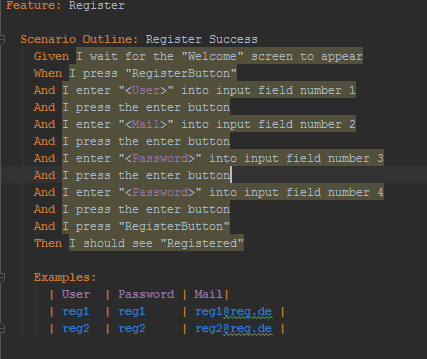 Feature: Register
Scenario Outline: Register Success
Given I wait for the "Welcome" screen to appear
When I press "RegisterButton"
And I enter "<User>" into input field number 1
And I press the enter button
And I enter "<Mail>" into input field number 2
And I press the enter button
And I enter "<Password>" into input field number 3
And I press the enter button
And I enter "<Password>" into input field number 4
And I press the enter button
And I press "RegisterButton"
Then I should see "Registered"
Examples:
| User | Password | Mail|
| reg1 | reg1 | reg1@reg.de |
| reg2 | reg2 | reg2@reg.de |